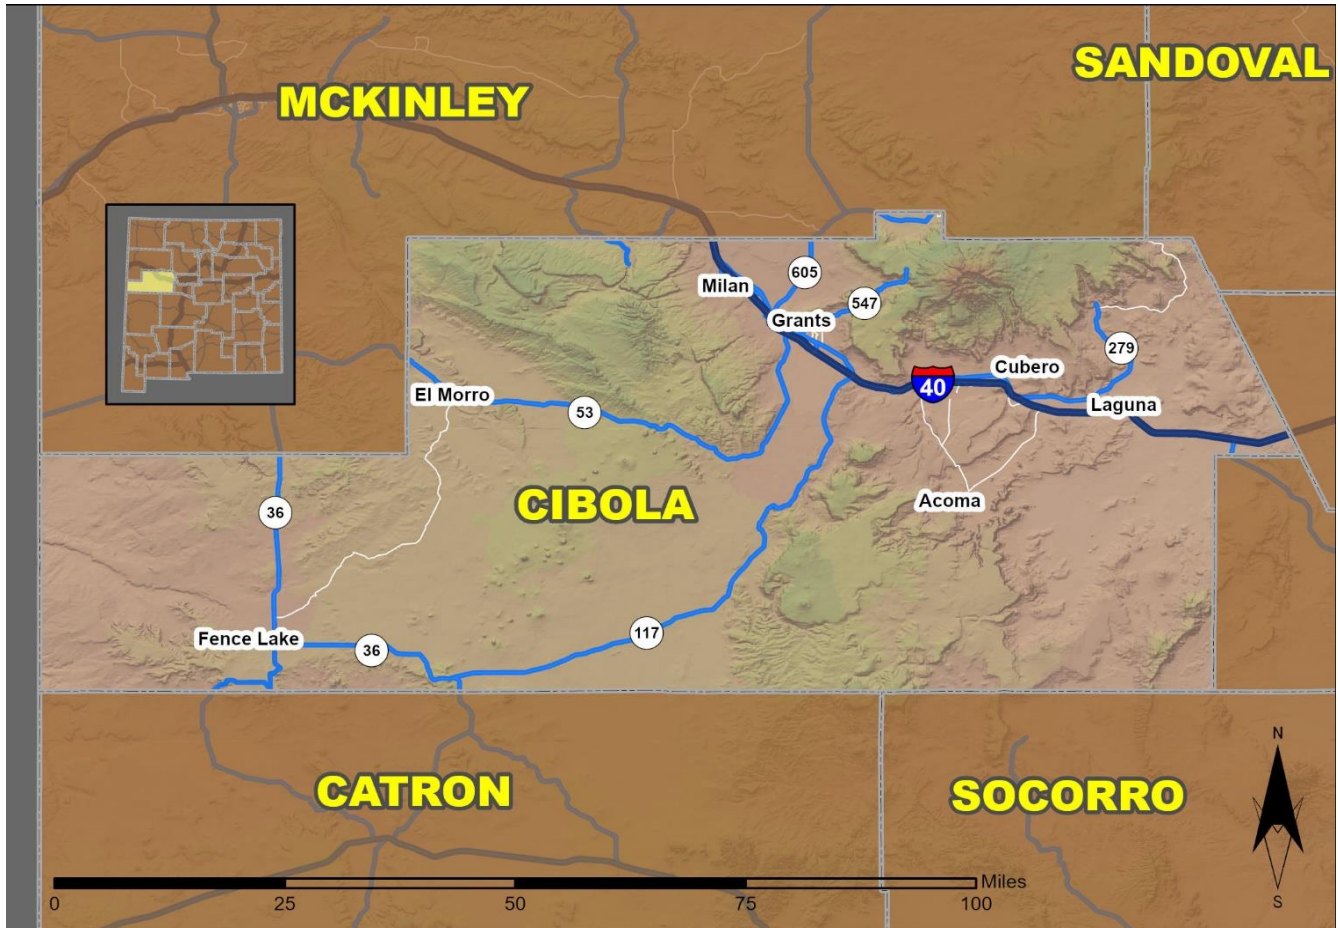 SANDOVAL
MCKINLEY
605
Milan
547
Grants
279
Cubero
40
El Morro
Laguna
53
Acoma
CIBOLA
36
117
Fence Lake
36
N
CATRON
SOCORRO
Miles
0 25 50 75 100
S